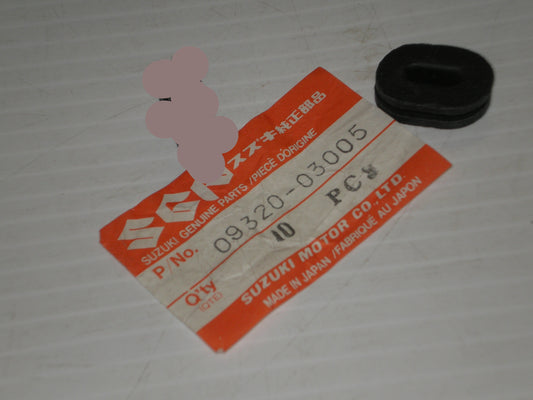 スズキ純正部品
SUZUKI GENUINE PARTS/PIÈCE D'ORIGINE
P/No. 09320-03005
Q'ty 10 PCS
(QTE)
SUZUKI MOTOR CO.,LTD
MADE IN JAPAN/FABRIQUÉ AU JAPON